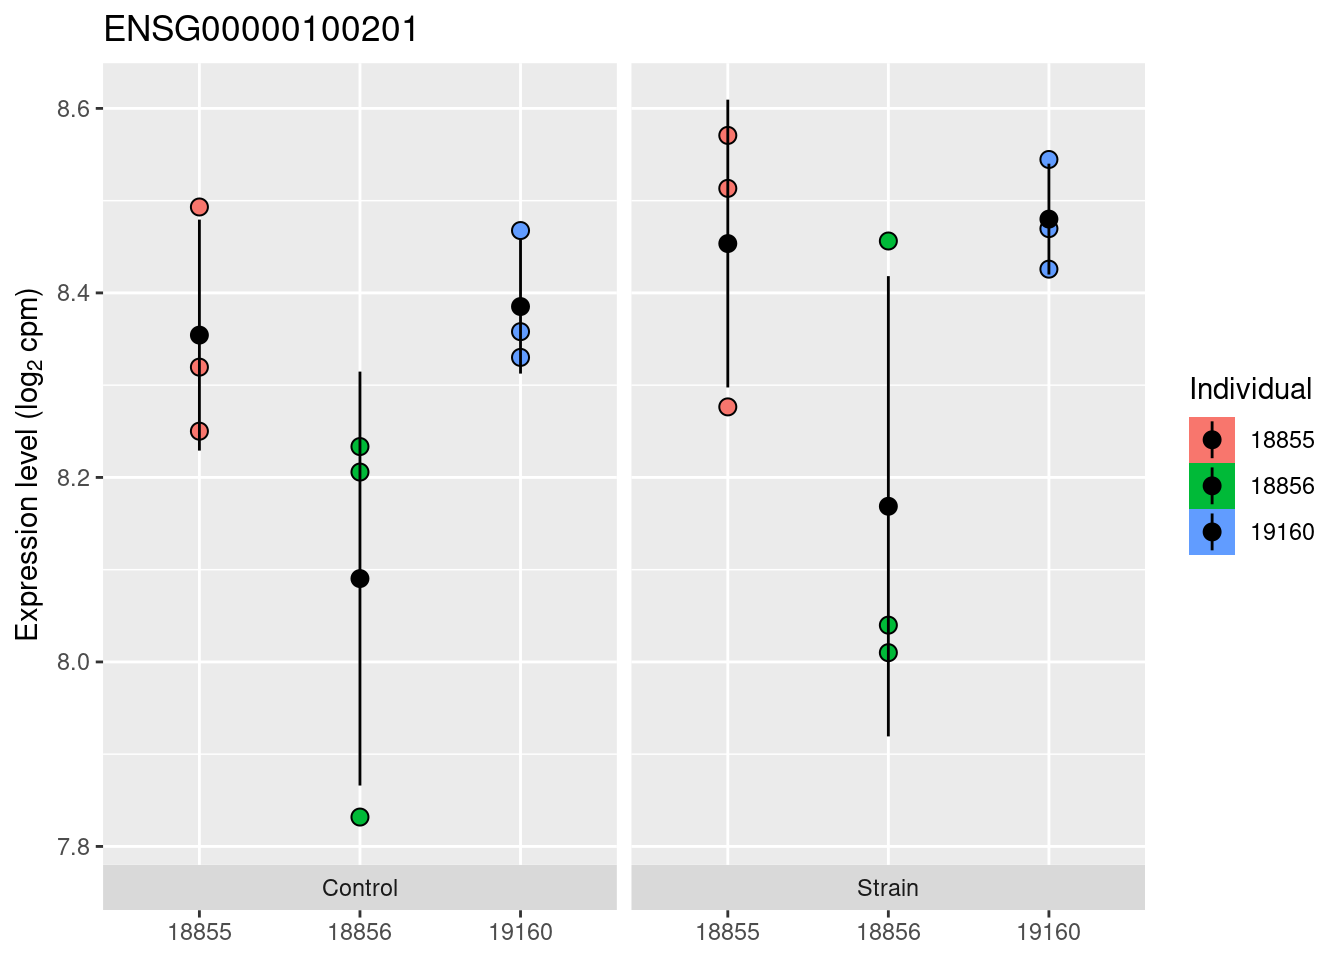 ENSG00000100201
Expression level (log₂ cpm)
8.6
8.4
8.2
8.0
7.8
Control
Strain
18855
18856
19160
18855
18856
19160
Individual
18855
18856
19160